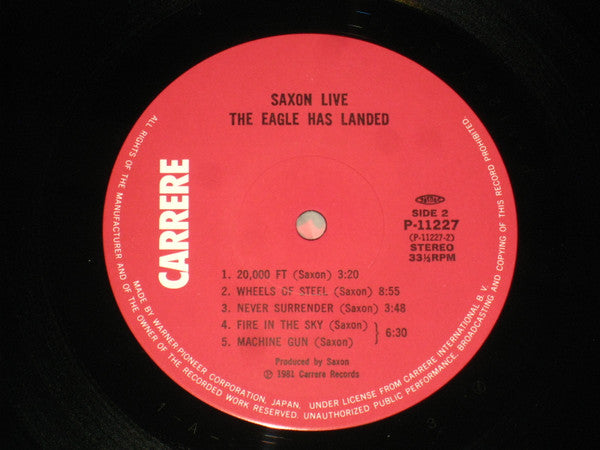 SAXON LIVE
THE EAGLE HAS LANDED
CARRERE
SIDE 2
P-11227
(P-11227-2)
STEREO
33⅓RPM
1. 20,000 FT (Saxon) 3:20
2. WHEELS OF STEEL (Saxon) 8:55
3. NEVER SURRENDER (Saxon) 3:48
4. FIRE IN THE SKY (Saxon)
5. MACHINE GUN (Saxon)
6:30
Produced by Saxon
Ⓟ 1981 Carrere Records
MADE BY WARNER-PIONEER CORPORATION, JAPAN. UNDER LICENSE FROM CARRERE INTERNATIONAL B.V.
ALL RIGHTS OF THE MANUFACTURER AND OF THE OWNER OF THE RECORDED WORK RESERVED. UNAUTHORIZED PUBLIC PERFORMANCE, BROADCASTING AND COPYING OF THIS RECORD PROHIBITED.